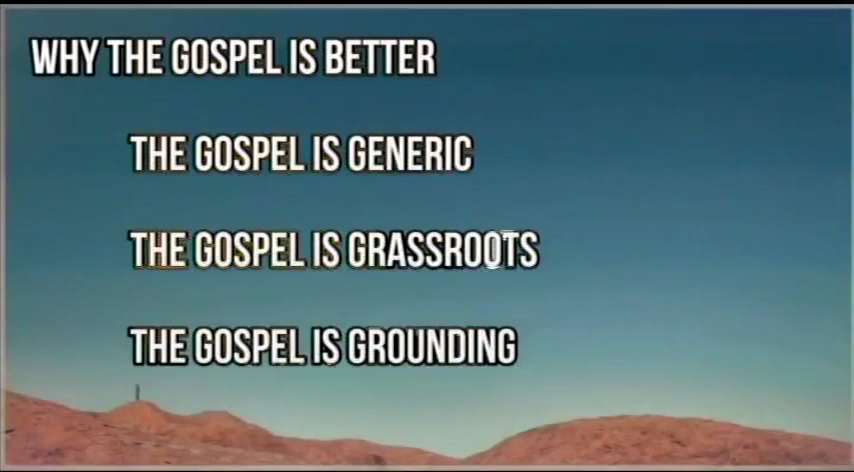 WHY THE GOSPEL IS BETTER
THE GOSPEL IS GENERIC
THE GOSPEL IS GRASSROOTS
THE GOSPEL IS GROUNDING